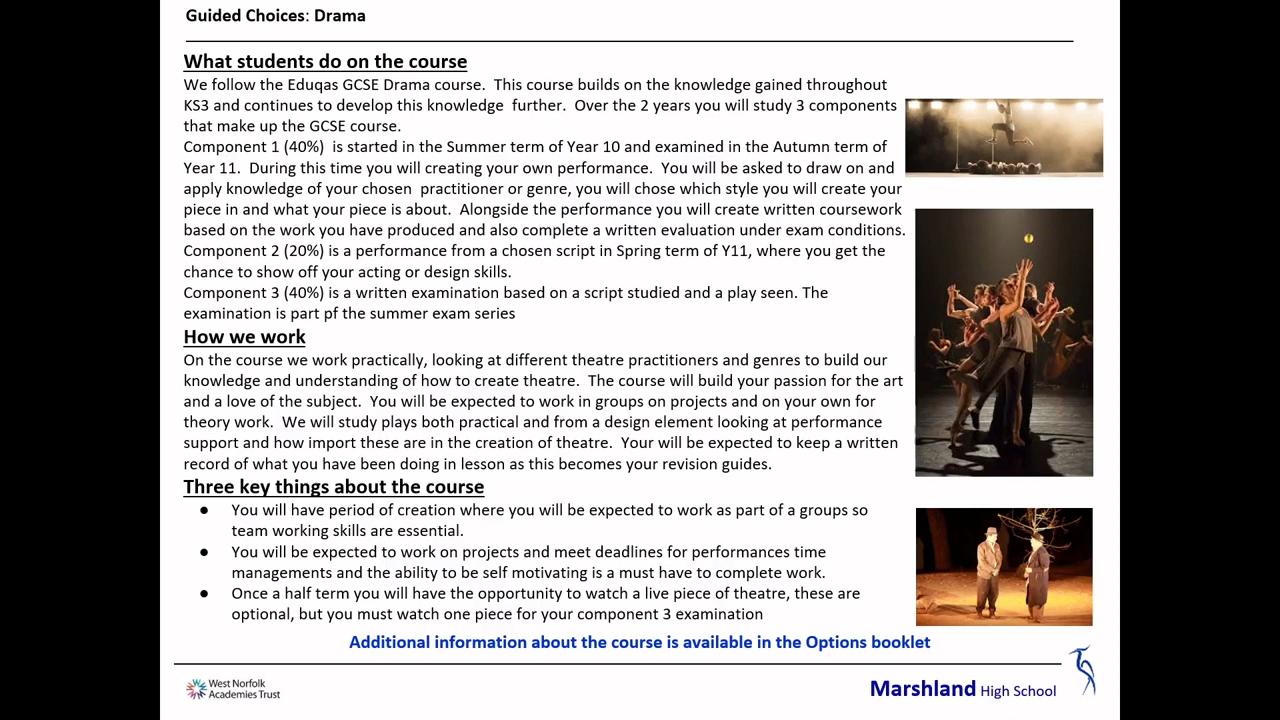 Guided Choices: Drama
What students do on the course
We follow the Eduqas GCSE Drama course.  This course builds on the knowledge gained throughout
KS3 and continues to develop this knowledge  further.  Over the 2 years you will study 3 components
that make up the GCSE course.
Component 1 (40%)  is started in the Summer term of Year 10 and examined in the Autumn term of
Year 11.  During this time you will creating your own performance.  You will be asked to draw on and
apply knowledge of your chosen  practitioner or genre, you will chose which style you will create your
piece in and what your piece is about.  Alongside the performance you will create written coursework
based on the work you have produced and also complete a written evaluation under exam conditions.
Component 2 (20%) is a performance from a chosen script in Spring term of Y11, where you get the
chance to show off your acting or design skills.
Component 3 (40%) is a written examination based on a script studied and a play seen. The
examination is part pf the summer exam series
How we work
On the course we work practically, looking at different theatre practitioners and genres to build our
knowledge and understanding of how to create theatre.  The course will build your passion for the art
and a love of the subject.  You will be expected to work in groups on projects and on your own for
theory work.  We will study plays both practical and from a design element looking at performance
support and how import these are in the creation of theatre.  Your will be expected to keep a written
record of what you have been doing in lesson as this becomes your revision guides.
Three key things about the course
● You will have period of creation where you will be expected to work as part of a groups so
team working skills are essential.
● You will be expected to work on projects and meet deadlines for performances time
managements and the ability to be self motivating is a must have to complete work.
● Once a half term you will have the opportunity to watch a live piece of theatre, these are
optional, but you must watch one piece for your component 3 examination
Additional information about the course is available in the Options booklet
West Norfolk
Academies Trust
Marshland High School